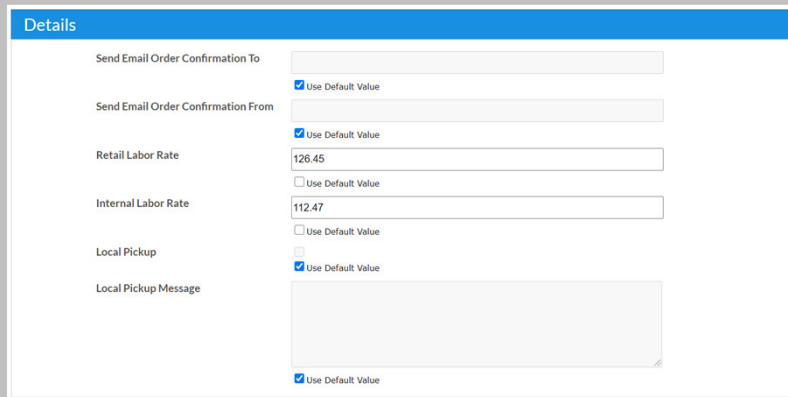 Details
Send Email Order Confirmation To
Use Default Value
Send Email Order Confirmation From
Use Default Value
Retail Labor Rate
126.45
Use Default Value
Internal Labor Rate
112.47
Use Default Value
Local Pickup
Use Default Value
Local Pickup Message
Use Default Value